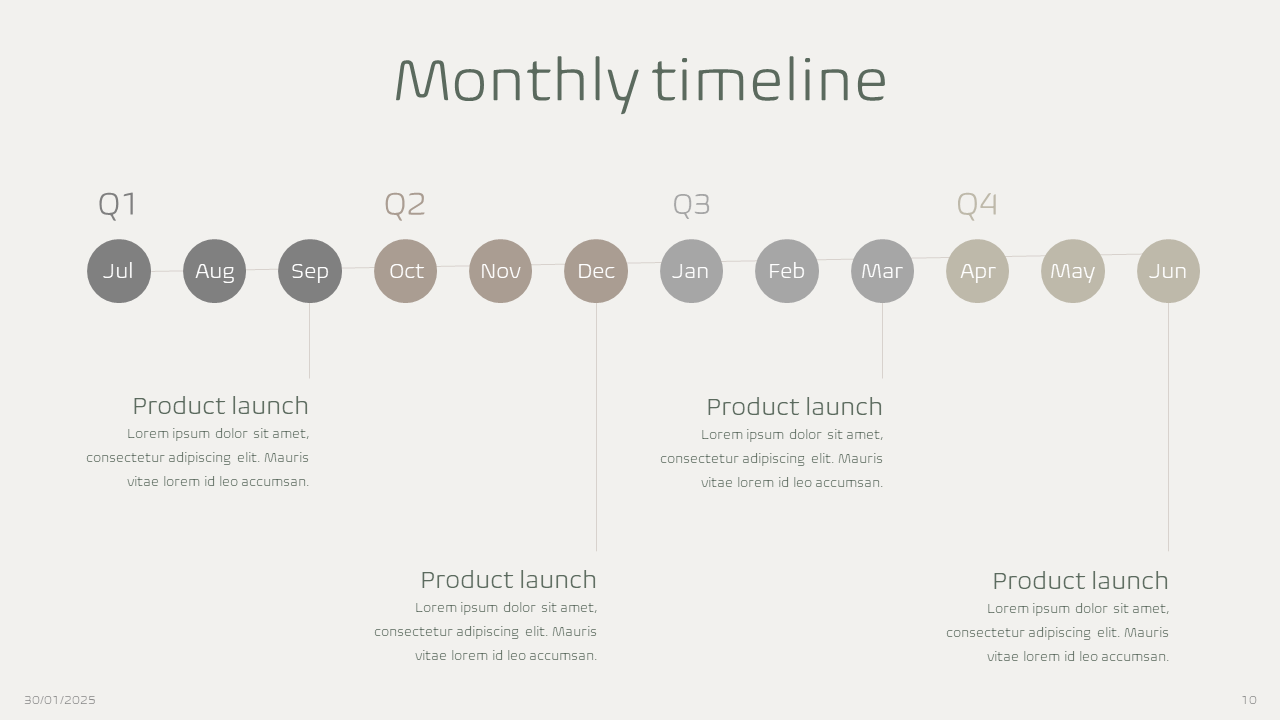 Monthly timeline
Q1 Q2 Q3 Q4
Jul Aug Sep Oct Nov Dec Jan Feb Mar Apr May Jun
Product launch
Lorem ipsum dolor sit amet,
consectetur adipiscing elit. Mauris
vitae lorem id leo accumsan.
Product launch
Lorem ipsum dolor sit amet,
consectetur adipiscing elit. Mauris
vitae lorem id leo accumsan.
Product launch
Lorem ipsum dolor sit amet,
consectetur adipiscing elit. Mauris
vitae lorem id leo accumsan.
Product launch
Lorem ipsum dolor sit amet,
consectetur adipiscing elit. Mauris
vitae lorem id leo accumsan.
30/01/2025
10